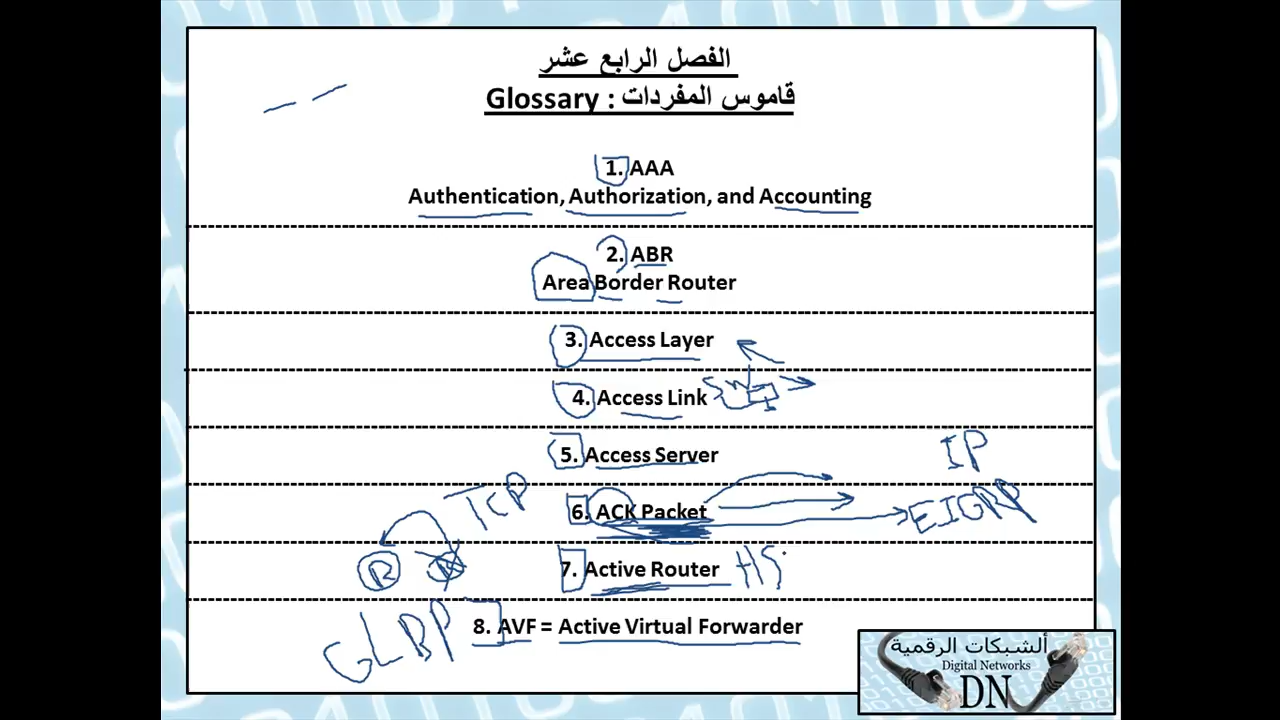 الفصل الرابع عشر
قاموس المفردات : Glossary
1. AAA
Authentication, Authorization, and Accounting
2. ABR
Area Border Router
3. Access Layer
4. Access Link
SW
5. Access Server
IP
6. ACK Packet
TCP
EIGRP
R
R
7. Active Router
HS
8. AVF = Active Virtual Forwarder
GLBP
ألشبكات الرقمية
Digital Networks
DN